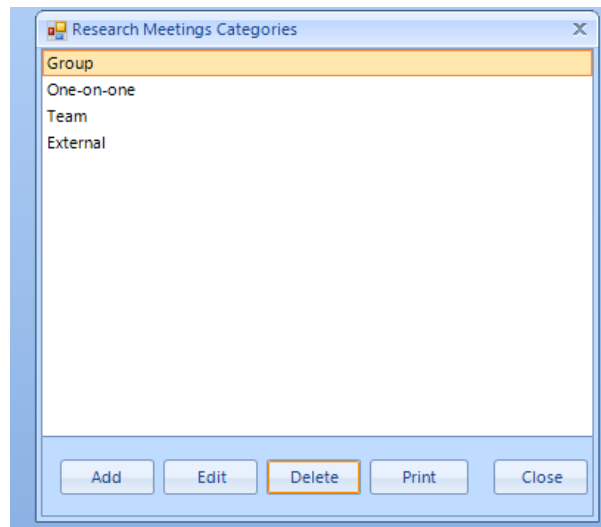 Research Meetings Categories
Group
One-on-one
Team
External
Add Edit Delete Print Close